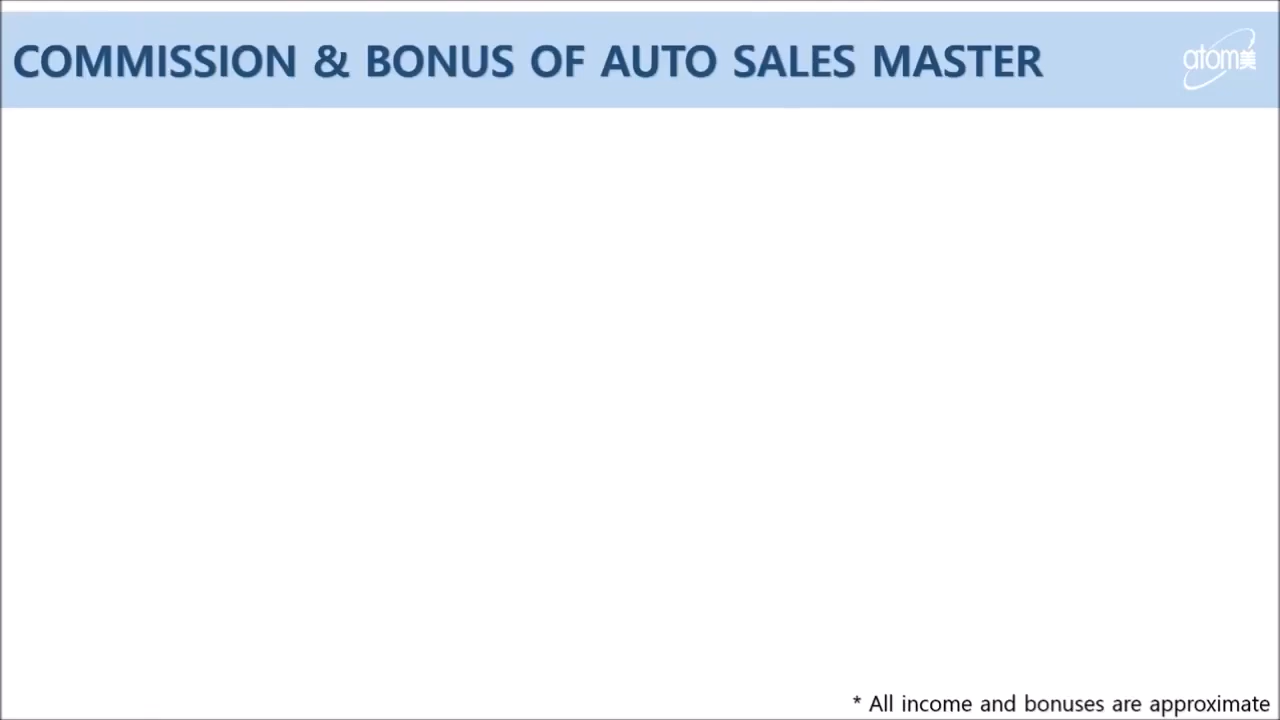 COMMISSION & BONUS OF AUTO SALES MASTER
atom美
* All income and bonuses are approximate